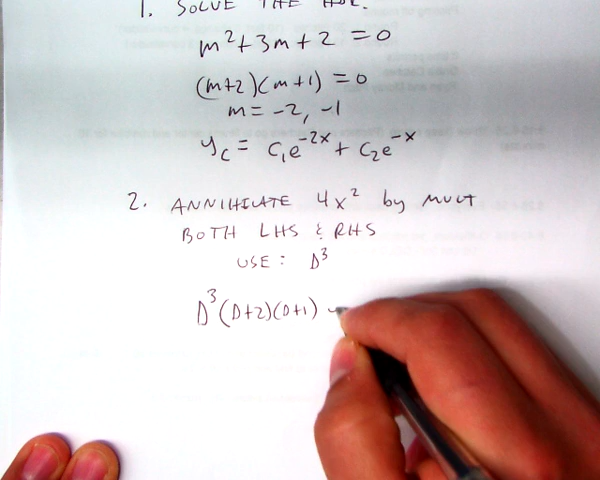 1. SOLVE THE HDE.
m² + 3m + 2 = 0
(m+2)(m+1) = 0
m = -2, -1
y_c = c₁e^(-2x) + c₂e^(-x)
2. ANNIHILATE 4x² by MULT
BOTH LHS & RHS
USE: D³
D³(D+2)(D+1)